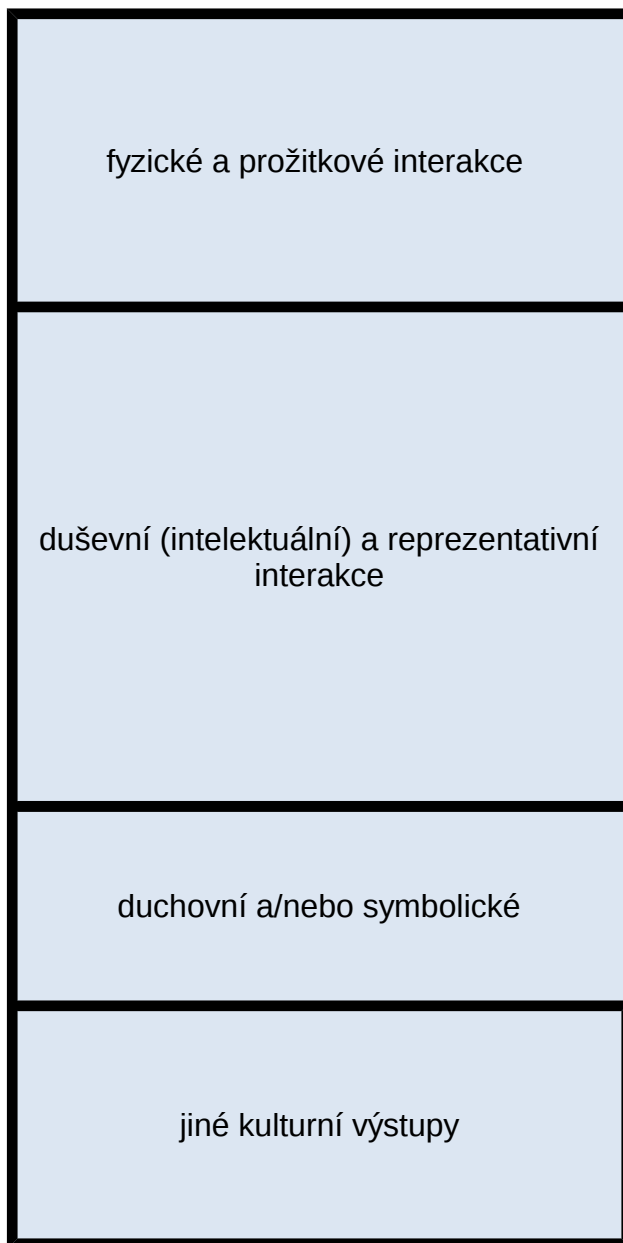 fyzické a prožitkové interakce
duševní (intelektuální) a reprezentativní
interakce
duchovní a/nebo symbolické
jiné kulturní výstupy